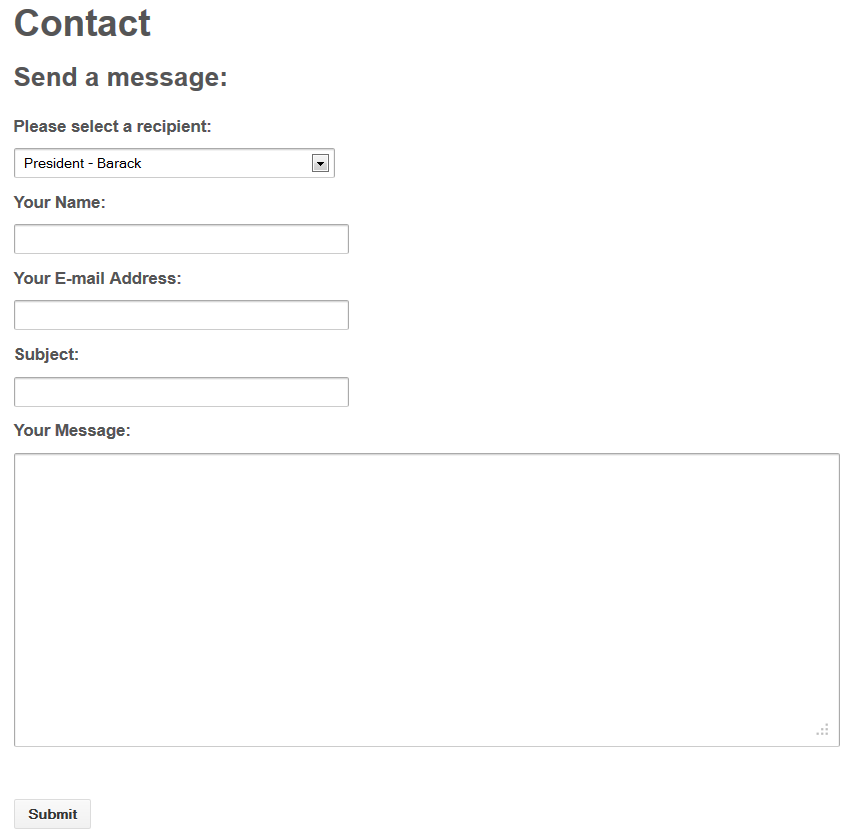 Contact
Send a message:
Please select a recipient:
President - Barack
Your Name:
Your E-mail Address:
Subject:
Your Message:
Submit